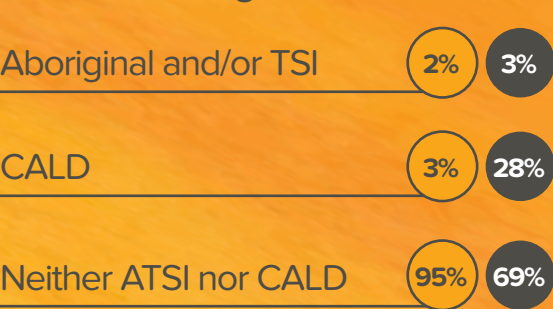 Aboriginal and/or TSI 2% 3%
CALD 3% 28%
Neither ATSI nor CALD 95% 69%